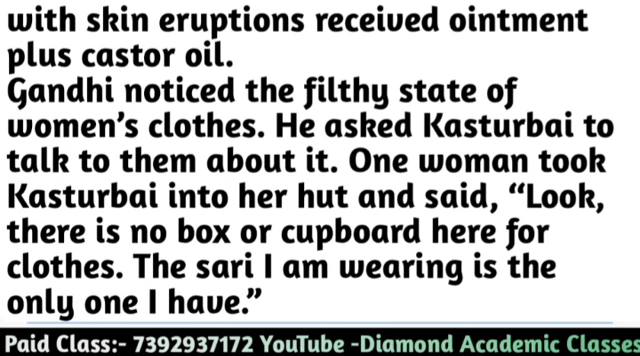 with skin eruptions received ointment
plus castor oil.
Gandhi noticed the filthy state of
women’s clothes. He asked Kasturbai to
talk to them about it. One woman took
Kasturbai into her hut and said, “Look,
there is no box or cupboard here for
clothes. The sari I am wearing is the
only one I have.”
Paid Class:- 7392937172 YouTube -Diamond Academic Classes